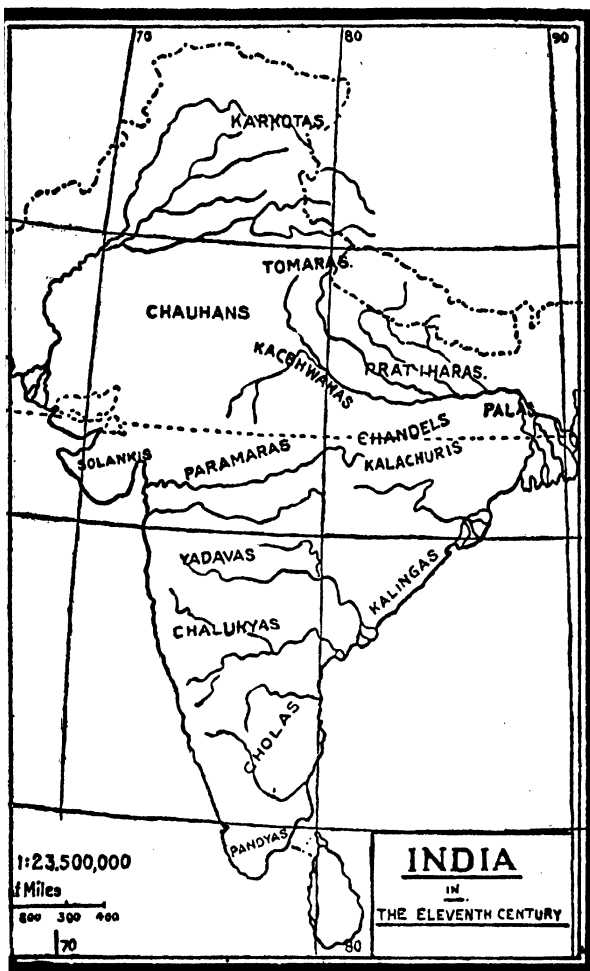 70
80
90
KARKOTAS
TOMARAS.
CHAUHANS
KACHHWAHAS
PRATIHARAS.
PALAS
CHANDELS
KALACHURIS
PARAMARAS
SOLANKIS
YADAVAS
KALINGAS
CHALUKYAS
CHOLAS
PANDYAS
1:23,500,000
f Miles
200 300 400
70
80
INDIA
IN
THE ELEVENTH CENTURY